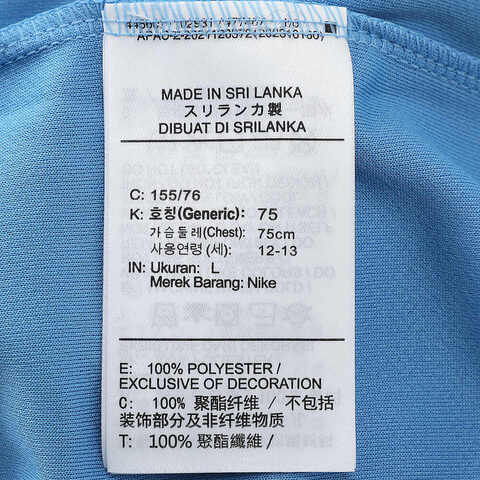 MADE IN SRI LANKA
スリランカ製
DIBUAT DI SRILANKA
C: 155/76
K: 호칭(Generic): 75
가슴둘레(Chest): 75cm
사용연령 (세): 12-13
IN: Ukuran: L
Merek Barang: Nike
E: 100% POLYESTER /
EXCLUSIVE OF DECORATION
C: 100% 聚酯纤维 / 不包括
装饰部分及非纤维物质
T: 100% 聚酯纖維 /